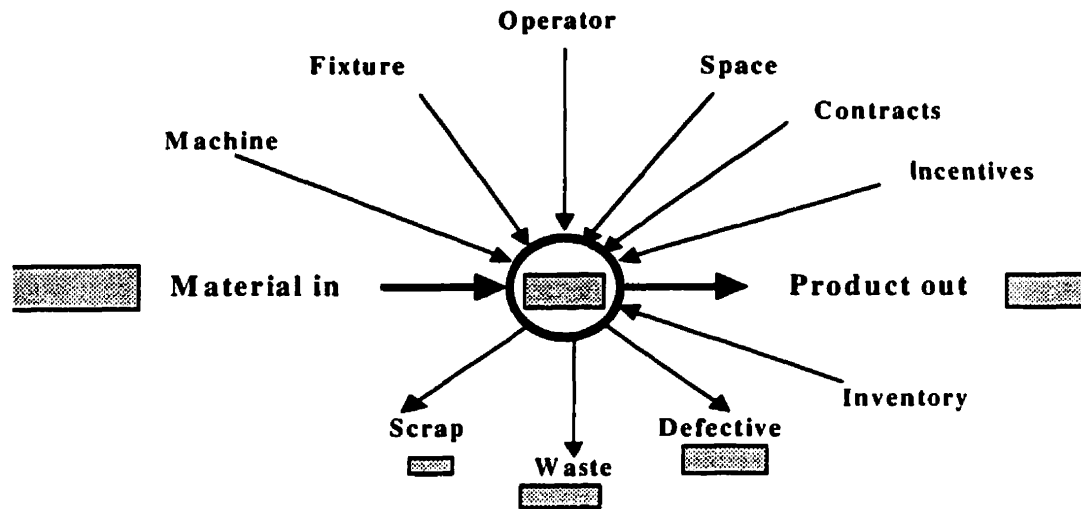 Operator
Fixture
Space
Contracts
Machine
Incentives
Material in
Product out
Inventory
Scrap
Defective
Waste